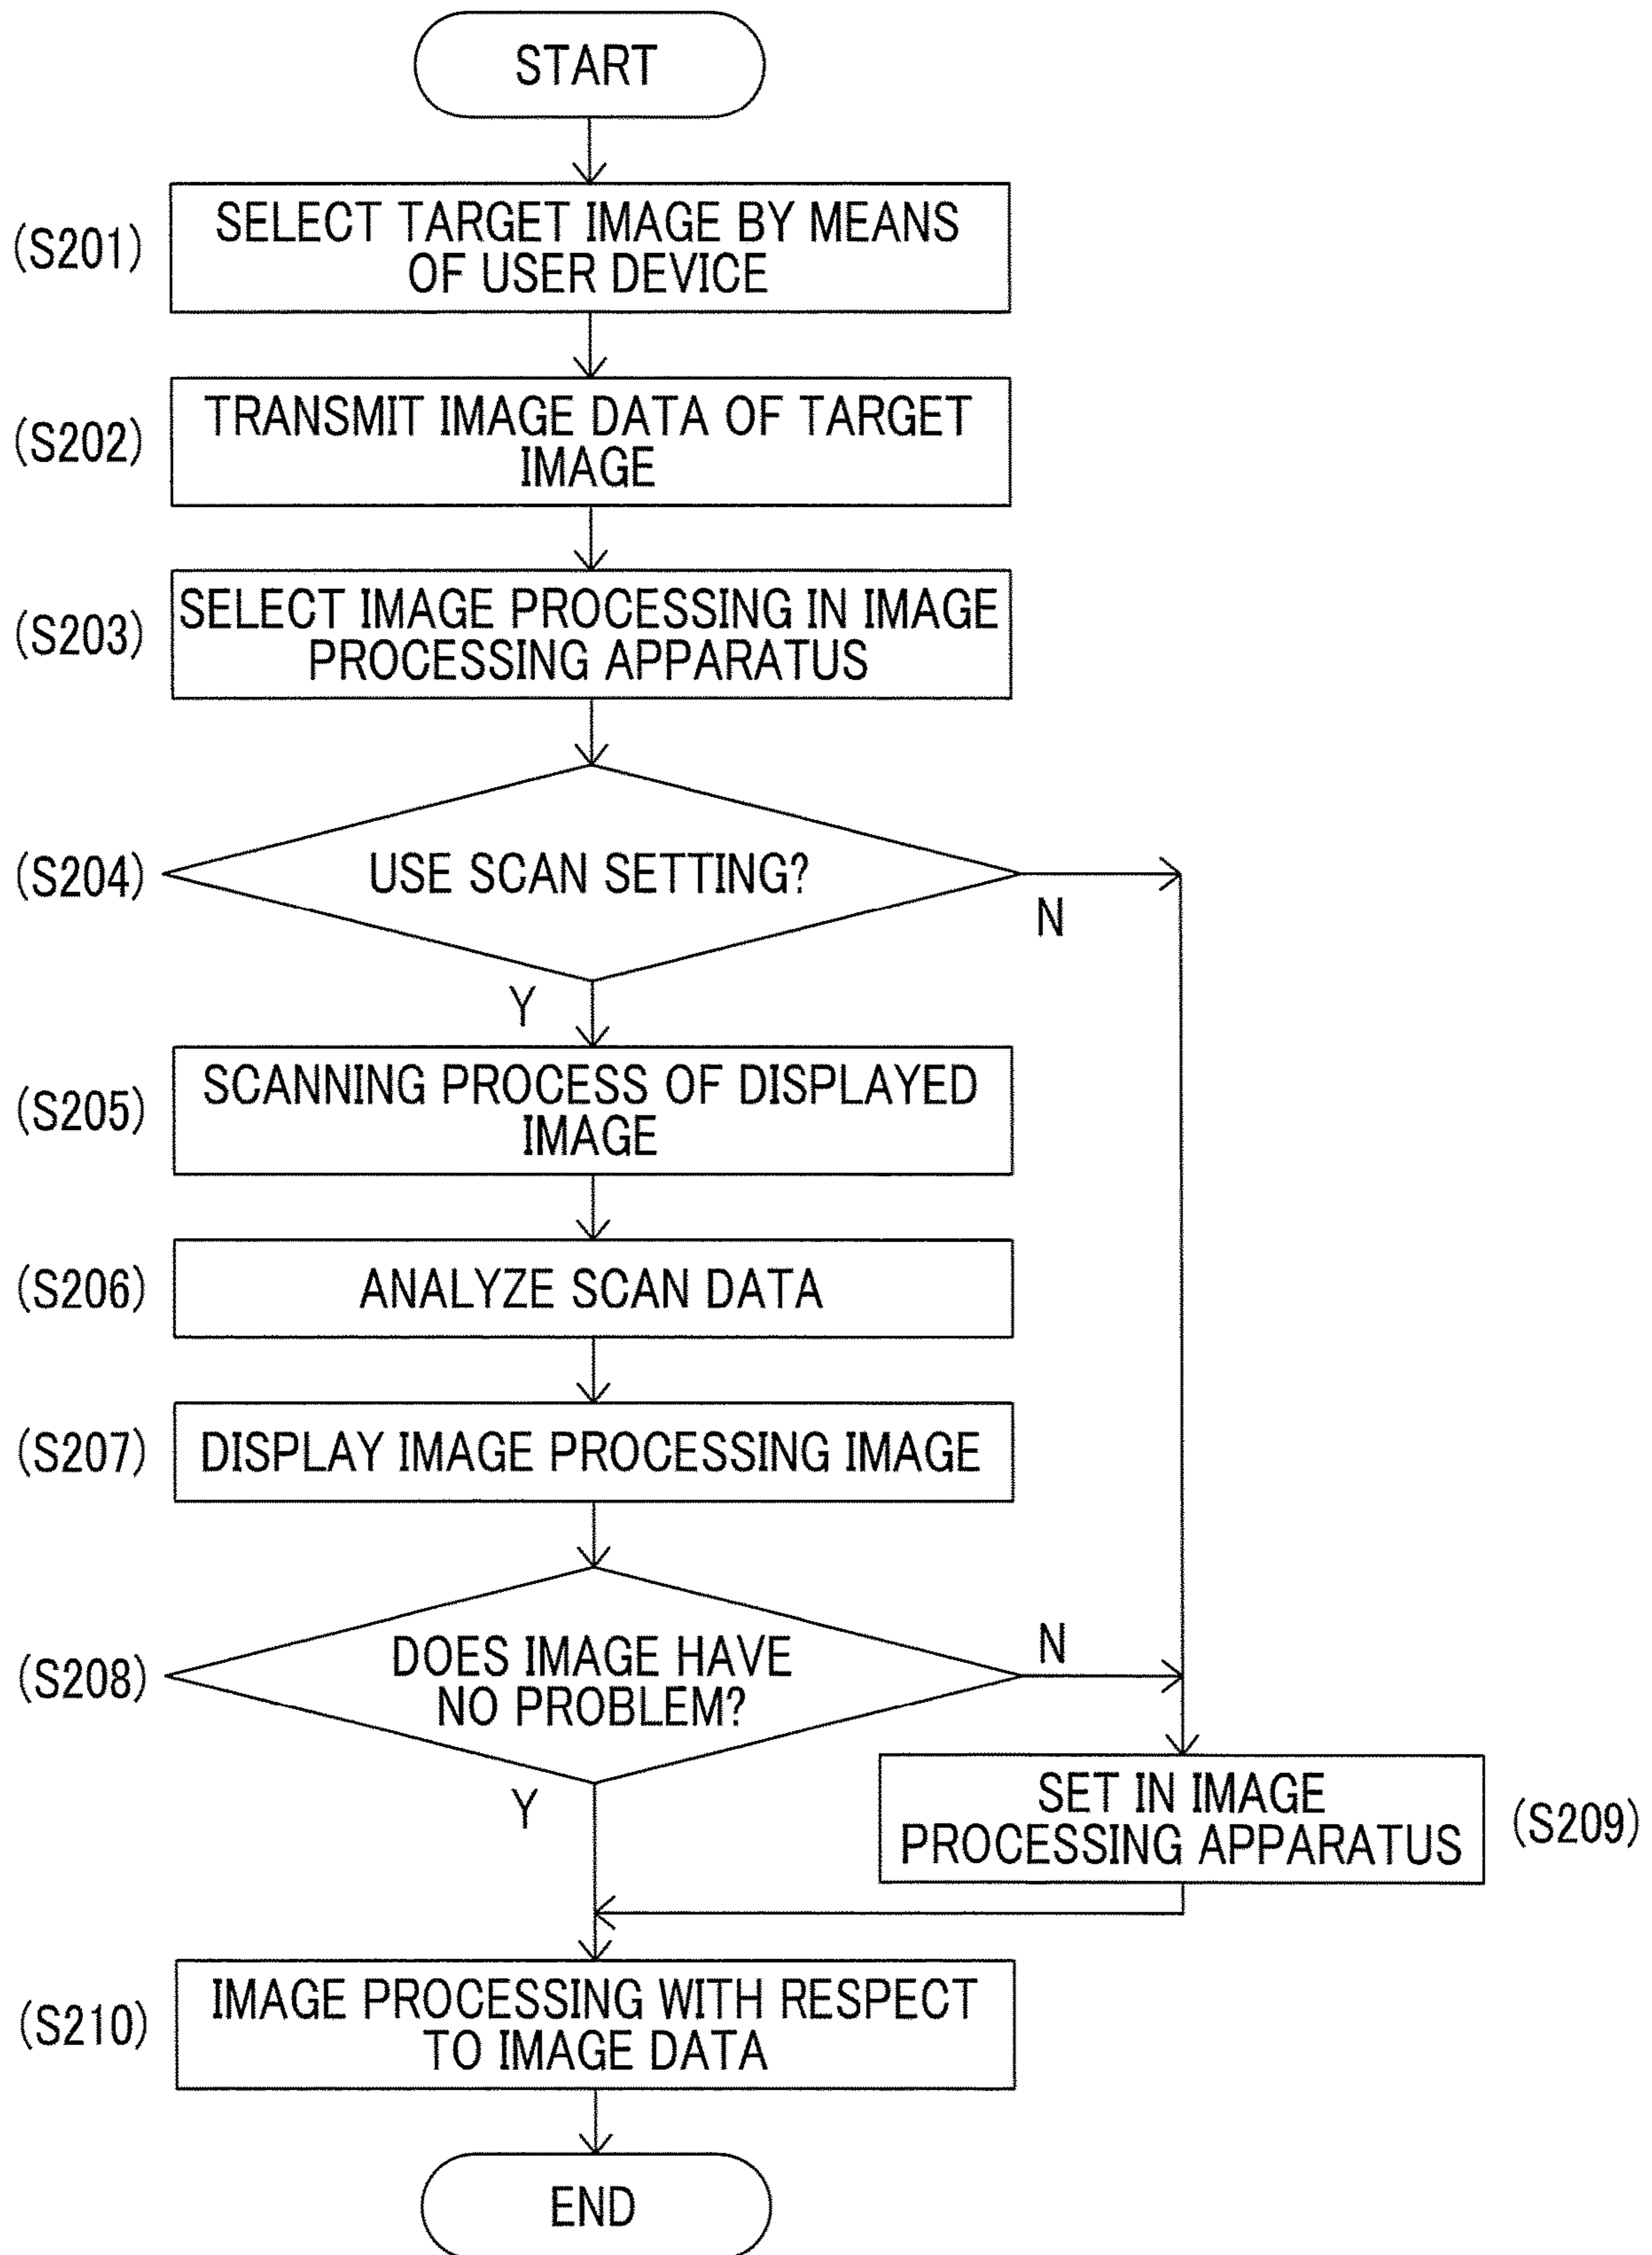 START
(S201)
SELECT TARGET IMAGE BY MEANS
OF USER DEVICE
(S202)
TRANSMIT IMAGE DATA OF TARGET
IMAGE
(S203)
SELECT IMAGE PROCESSING IN IMAGE
PROCESSING APPARATUS
(S204)
USE SCAN SETTING?
N
Y
(S205)
SCANNING PROCESS OF DISPLAYED
IMAGE
(S206)
ANALYZE SCAN DATA
(S207)
DISPLAY IMAGE PROCESSING IMAGE
(S208)
DOES IMAGE HAVE
NO PROBLEM?
N
Y
SET IN IMAGE
PROCESSING APPARATUS
(S209)
(S210)
IMAGE PROCESSING WITH RESPECT
TO IMAGE DATA
END